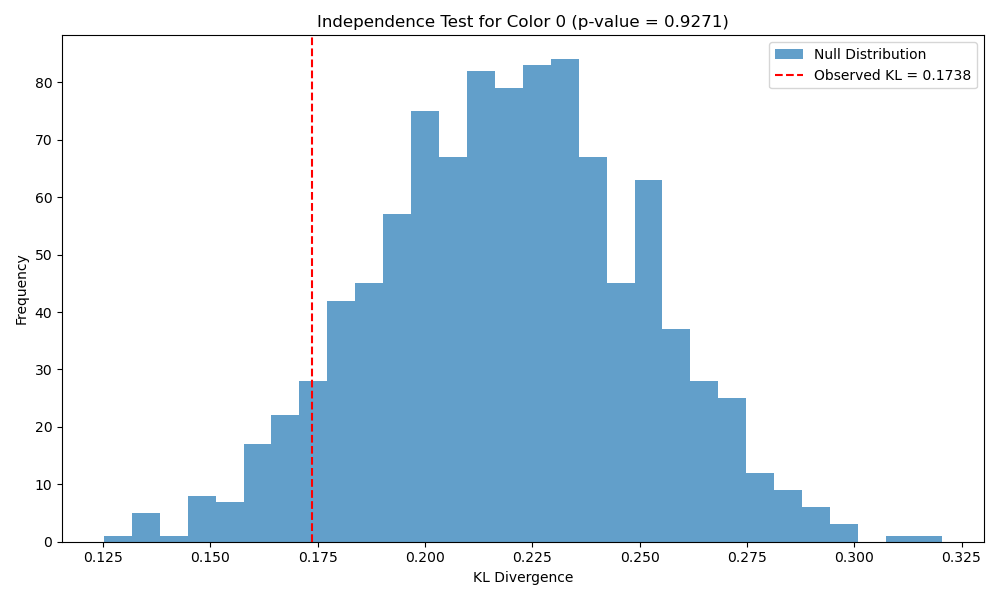 Independence Test for Color 0 (p-value = 0.9271)
Null Distribution
Observed KL = 0.1738
Frequency
80
70
60
50
40
30
20
10
0
0.125 0.150 0.175 0.200 0.225 0.250 0.275 0.300 0.325
KL Divergence